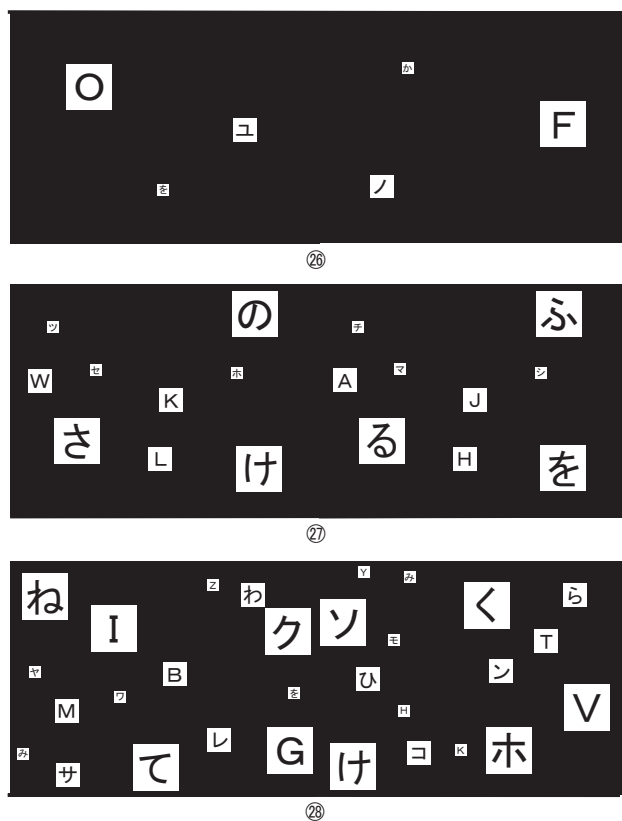 か
O
F
ユ
ノ
を
㉖
の
ふ
ツ
チ
セ
ホ
マ
シ
W
A
K
J
さ
る
L
H
け
を
㉗
Y
み
Z
ね
わ
く
ら
I
ク
ソ
モ
T
ヤ
B
ひ
ン
ワ
を
M
H
V
レ
み
サ
て
G
け
コ
K
ホ
㉘